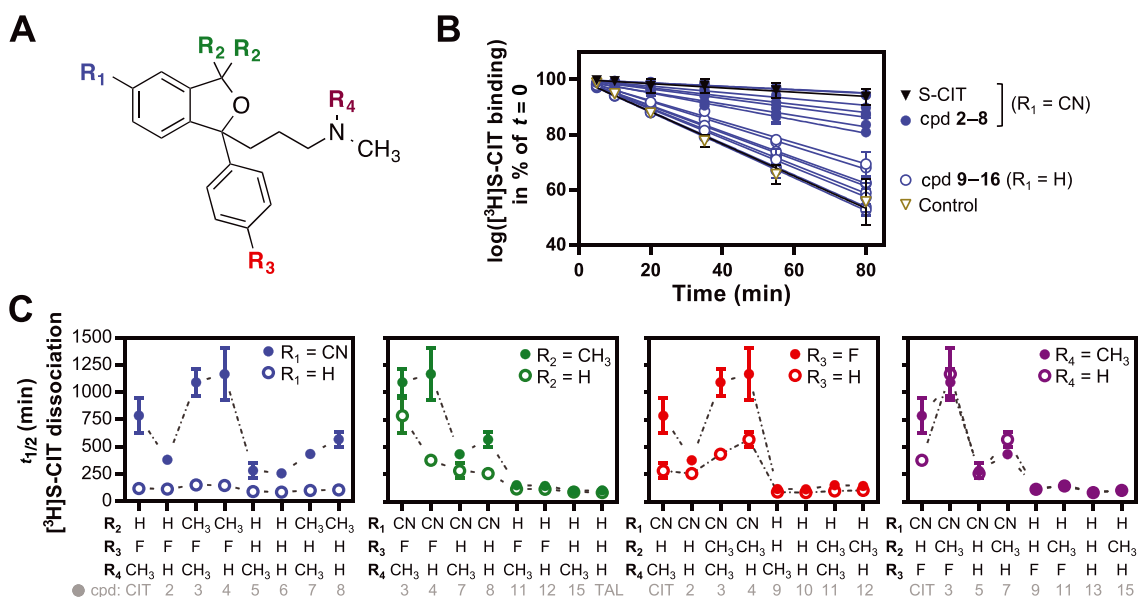 A
R1
R2 R2
O
R4
N
CH3
R3
B
log([3H]S-CIT binding)
in % of t = 0
100
80
60
40
0 20 40 60 80
Time (min)
S-CIT
cpd 2–8
(R1 = CN)
cpd 9–16 (R1 = H)
Control
C
[3H]S-CIT dissociation
t1/2 (min)
1500
1250
1000
750
500
250
0
R1 = CN
R1 = H
R2 H H CH3 CH3 H H CH3 CH3
R3 F F F F H H H H
R4 CH3 H CH3 H CH3 H CH3 H
cpd: CIT 2 3 4 5 6 7 8
R2 = CH3
R2 = H
R1 CN CN CN CN H H H H
R3 F F H H F F H H
R4 CH3 H CH3 H CH3 H CH3 H
3 4 7 8 11 12 15 TAL
R3 = F
R3 = H
R1 CN CN CN CN H H H H
R2 H H CH3 CH3 H H CH3 CH3
R4 CH3 H CH3 H CH3 H CH3 H
CIT 2 3 4 9 10 11 12
R4 = CH3
R4 = H
R1 CN CN CN CN H H H H
R2 H CH3 H CH3 H CH3 H CH3
R3 F F H H F F H H
CIT 3 5 7 9 11 13 15